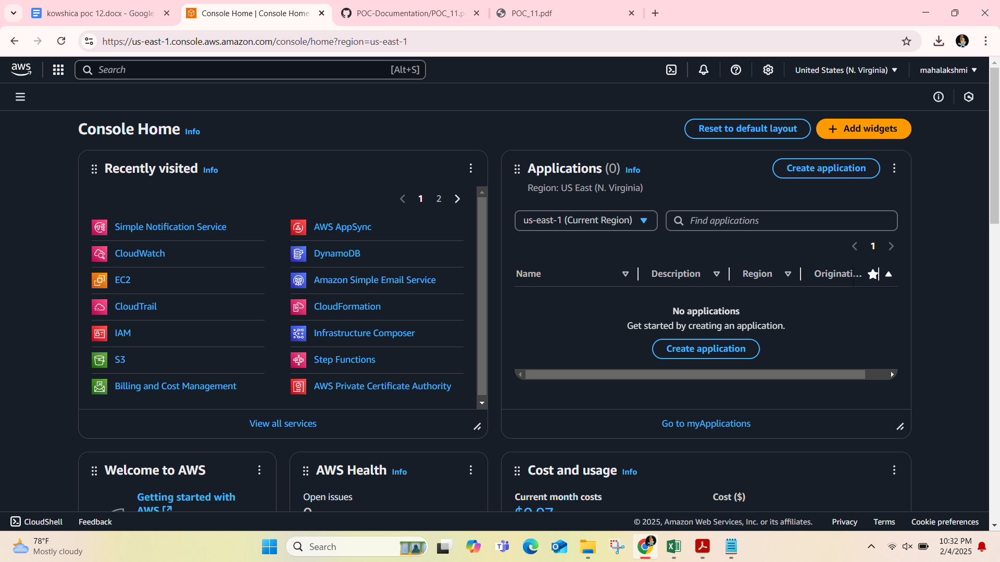 kowshica poc 12.docx - Google
Console Home | Console Home
POC-Documentation/POC_11.p
POC_11.pdf
https://us-east-1.console.aws.amazon.com/console/home?region=us-east-1
aws
Search
[Alt+S]
United States (N. Virginia)
mahalakshmi
Console Home Info
Reset to default layout
Add widgets
Recently visited Info
1 2
Simple Notification Service
CloudWatch
EC2
CloudTrail
IAM
S3
Billing and Cost Management
AWS AppSync
DynamoDB
Amazon Simple Email Service
CloudFormation
Infrastructure Composer
Step Functions
AWS Private Certificate Authority
View all services
Applications (0) Info
Create application
Region: US East (N. Virginia)
us-east-1 (Current Region)
Find applications
1
Name Description Region Originati...
No applications
Get started by creating an application.
Create application
Go to myApplications
Welcome to AWS
Getting started with
AWS
AWS Health Info
Open issues
Cost and usage Info
Current month costs
Cost ($)
CloudShell
Feedback
© 2025, Amazon Web Services, Inc. or its affiliates.
Privacy
Terms
Cookie preferences
78°F
Mostly cloudy
Search
10:32 PM
2/4/2025